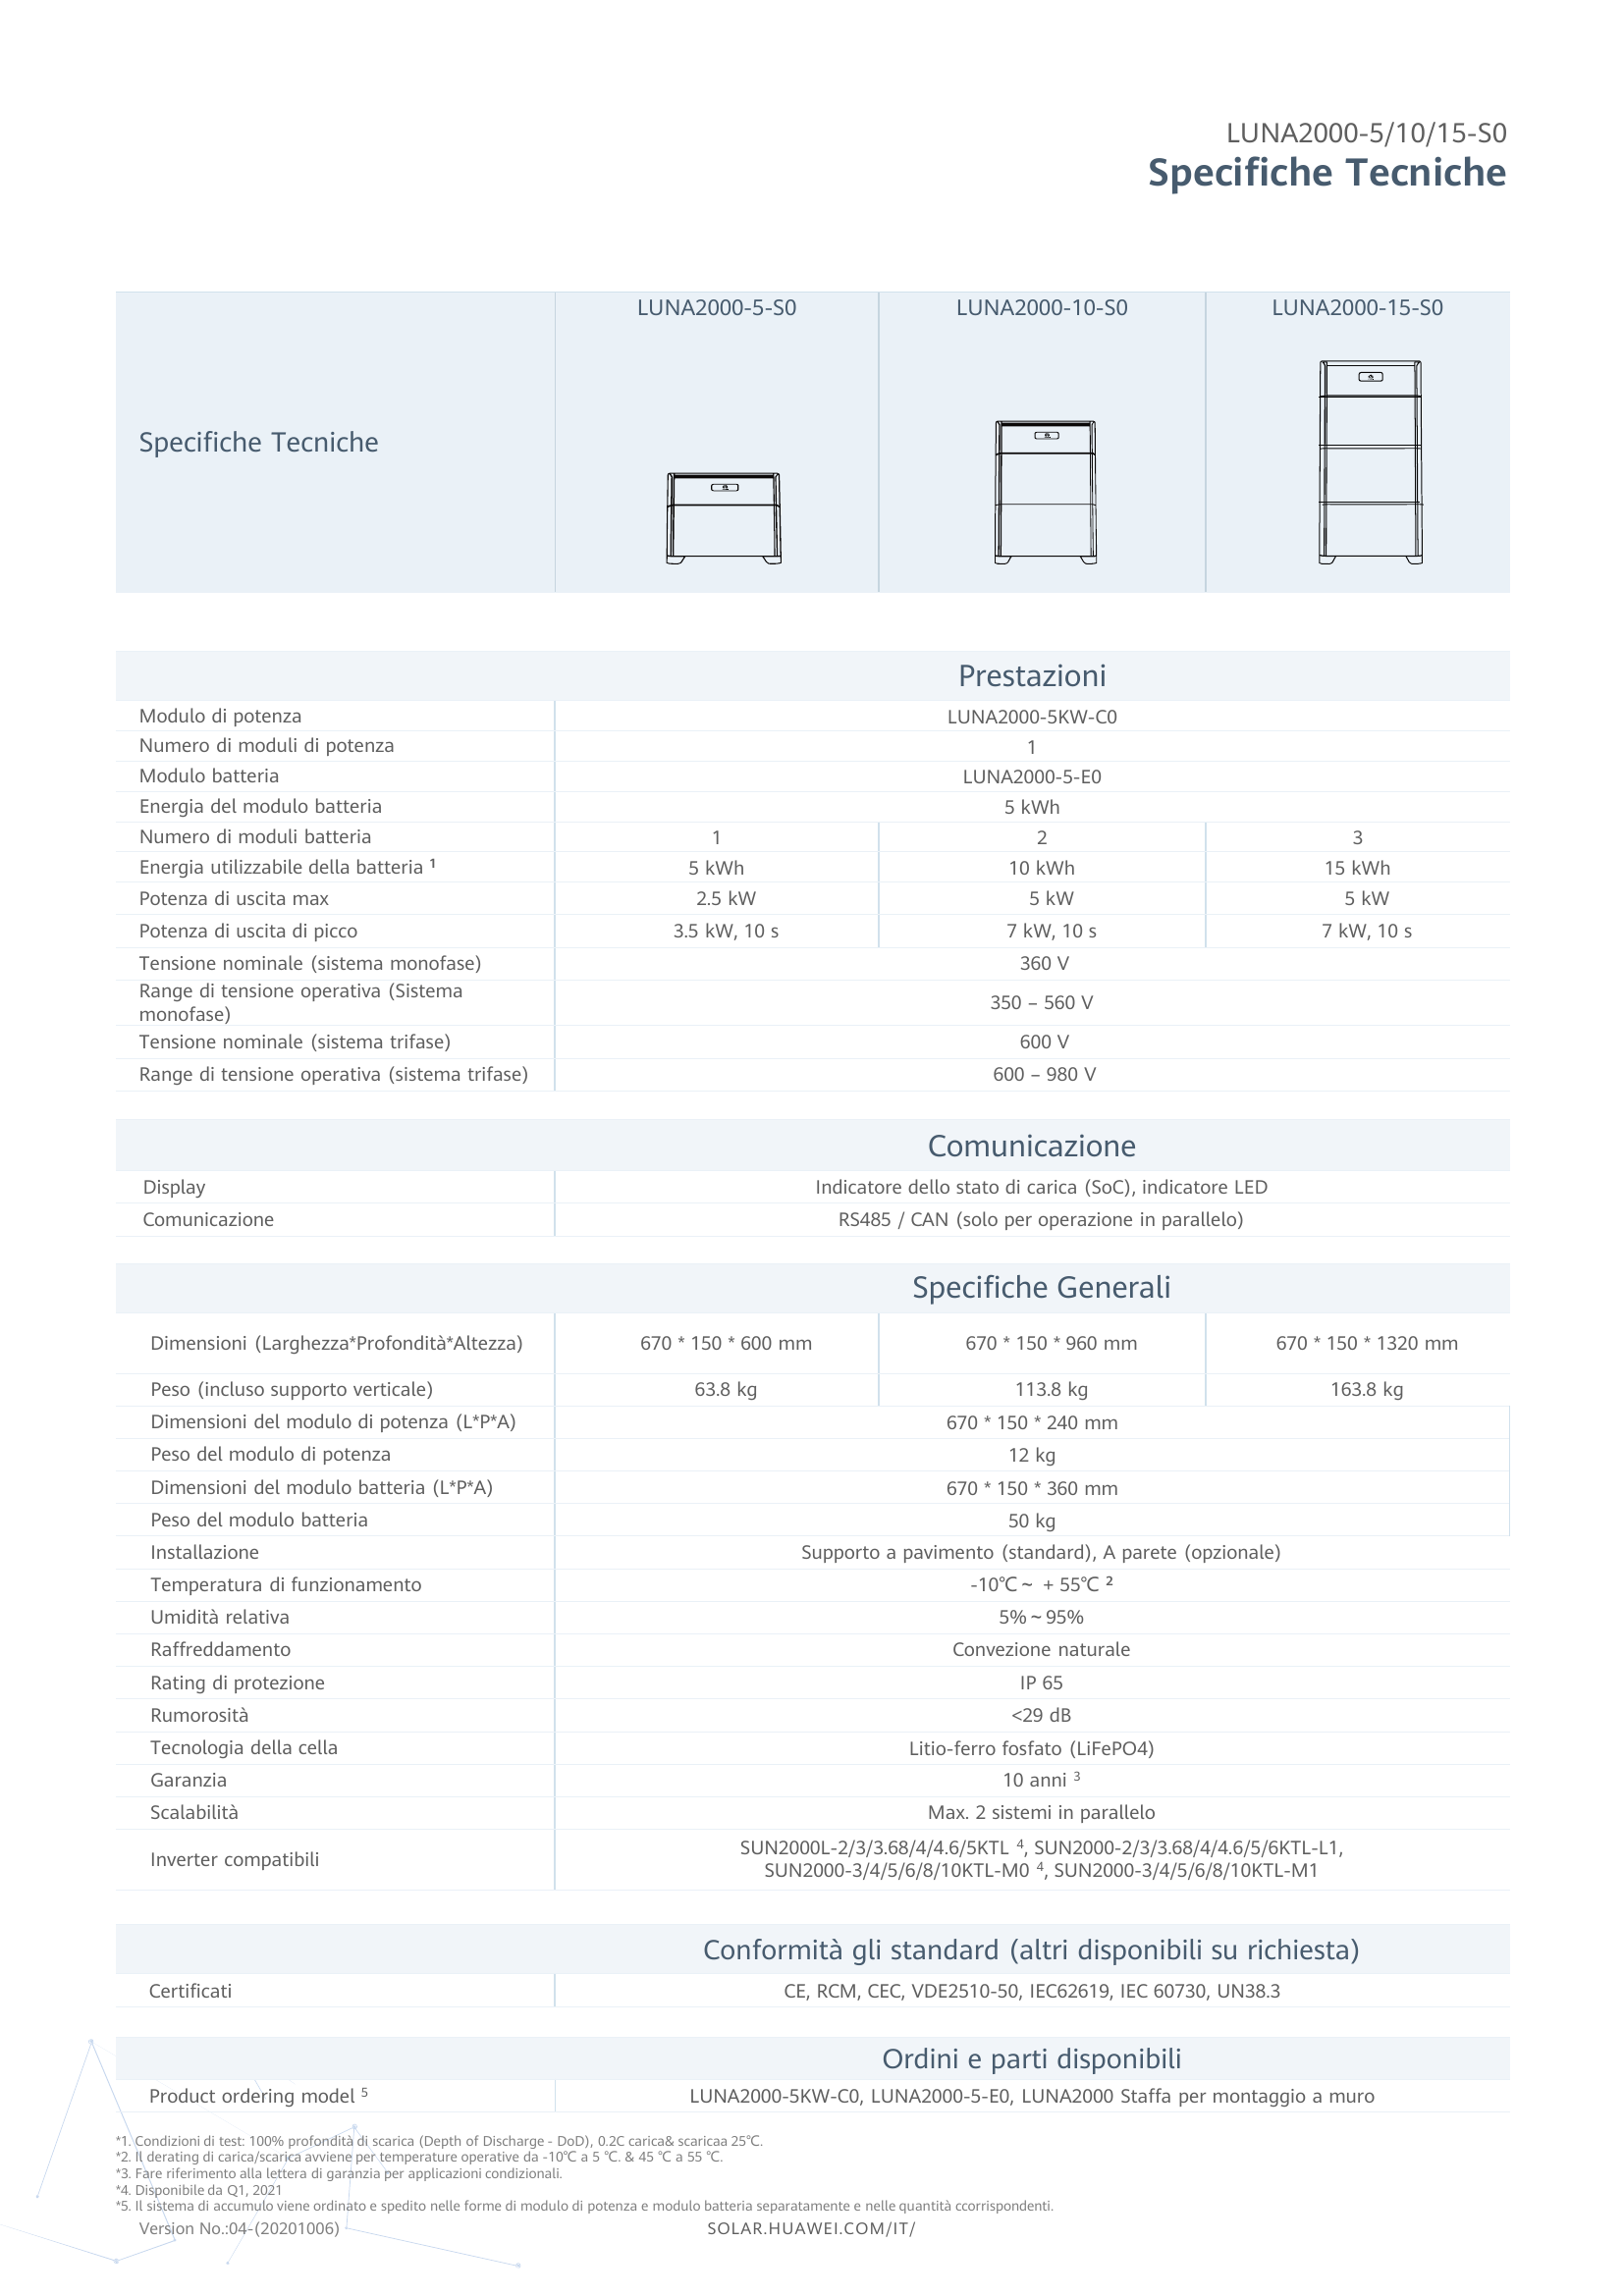 LUNA2000-5/10/15-S0
Specifiche Tecniche
LUNA2000-5-S0 LUNA2000-10-S0 LUNA2000-15-S0
Specifiche Tecniche
Prestazioni
Modulo di potenza LUNA2000-5KW-C0
Numero di moduli di potenza 1
Modulo batteria LUNA2000-5-E0
Energia del modulo batteria 5 kWh
Numero di moduli batteria 1 2 3
Energia utilizzabile della batteria ¹ 5 kWh 10 kWh 15 kWh
Potenza di uscita max 2.5 kW 5 kW 5 kW
Potenza di uscita di picco 3.5 kW, 10 s 7 kW, 10 s 7 kW, 10 s
Tensione nominale (sistema monofase) 360 V
Range di tensione operativa (Sistema
monofase) 350 – 560 V
Tensione nominale (sistema trifase) 600 V
Range di tensione operativa (sistema trifase) 600 – 980 V
Comunicazione
Display Indicatore dello stato di carica (SoC), indicatore LED
Comunicazione RS485 / CAN (solo per operazione in parallelo)
Specifiche Generali
Dimensioni (Larghezza*Profondità*Altezza) 670 * 150 * 600 mm 670 * 150 * 960 mm 670 * 150 * 1320 mm
Peso (incluso supporto verticale) 63.8 kg 113.8 kg 163.8 kg
Dimensioni del modulo di potenza (L*P*A) 670 * 150 * 240 mm
Peso del modulo di potenza 12 kg
Dimensioni del modulo batteria (L*P*A) 670 * 150 * 360 mm
Peso del modulo batteria 50 kg
Installazione Supporto a pavimento (standard), A parete (opzionale)
Temperatura di funzionamento -10℃ ~ + 55℃ ²
Umidità relativa 5% ~ 95%
Raffreddamento Convezione naturale
Rating di protezione IP 65
Rumorosità <29 dB
Tecnologia della cella Litio-ferro fosfato (LiFePO4)
Garanzia 10 anni ³
Scalabilità Max. 2 sistemi in parallelo
Inverter compatibili SUN2000L-2/3/3.68/4/4.6/5KTL ⁴, SUN2000-2/3/3.68/4/4.6/5/6KTL-L1,
SUN2000-3/4/5/6/8/10KTL-M0 ⁴, SUN2000-3/4/5/6/8/10KTL-M1
Conformità gli standard (altri disponibili su richiesta)
Certificati CE, RCM, CEC, VDE2510-50, IEC62619, IEC 60730, UN38.3
Ordini e parti disponibili
Product ordering model ⁵ LUNA2000-5KW-C0, LUNA2000-5-E0, LUNA2000 Staffa per montaggio a muro
*1. Condizioni di test: 100% profondità di scarica (Depth of Discharge - DoD), 0.2C carica& scaricaa 25℃.
*2. Il derating di carica/scarica avviene per temperature operative da -10℃ a 5 ℃. & 45 ℃ a 55 ℃.
*3. Fare riferimento alla lettera di garanzia per applicazioni condizionali.
*4. Disponibile da Q1, 2021
*5. Il sistema di accumulo viene ordinato e spedito nelle forme di modulo di potenza e modulo batteria separatamente e nelle quantità ccorrispondenti.
Version No.:04-(20201006) SOLAR.HUAWEI.COM/IT/